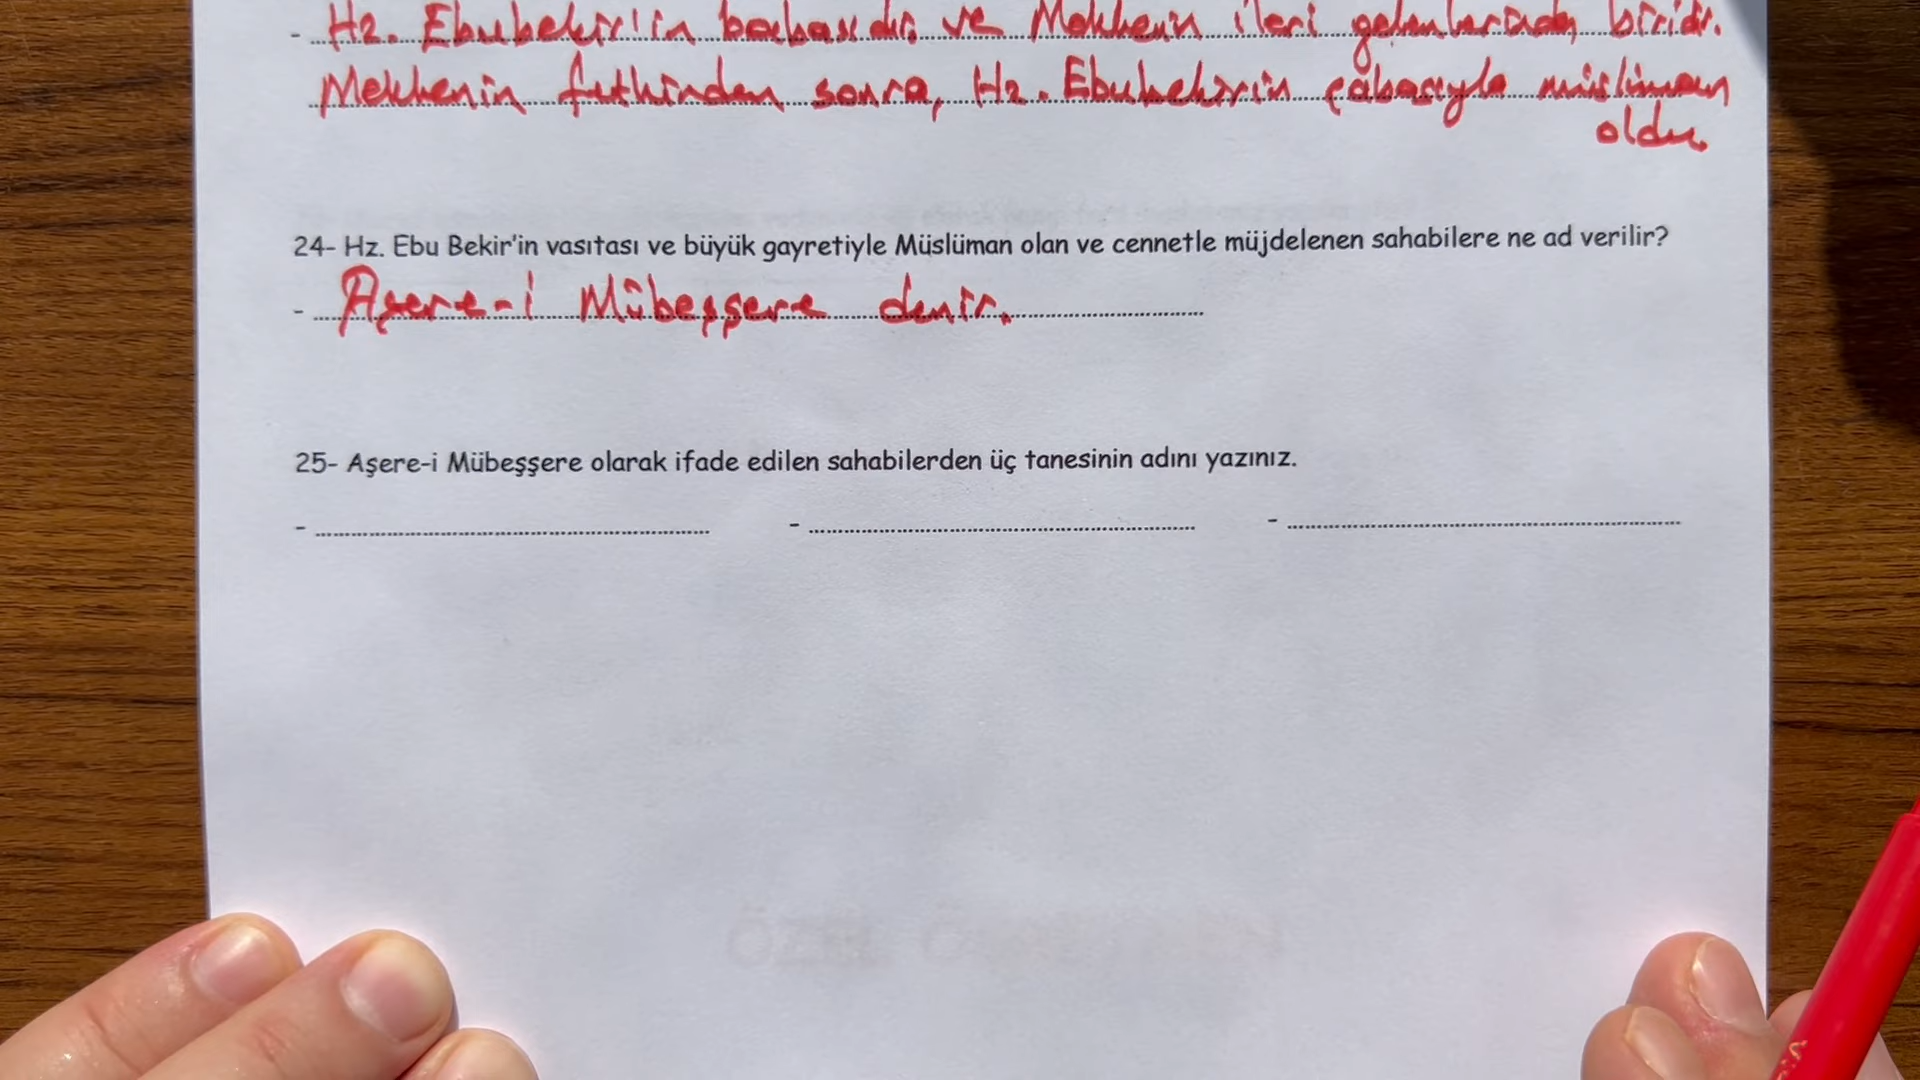 - Hz. Ebubekir'in babasıdır ve Mekkenin ileri gelenlerinden biridir.
Mekkenin fethinden sonra, Hz. Ebubekirin çabasıyla müslüman
oldu.
24- Hz. Ebu Bekir'in vasıtası ve büyük gayretiyle Müslüman olan ve cennetle müjdelenen sahabilere ne ad verilir?
- Aşere-i Mübeşşere denir.
25- Aşere-i Mübeşşere olarak ifade edilen sahabilerden üç tanesinin adını yazınız.
- - -